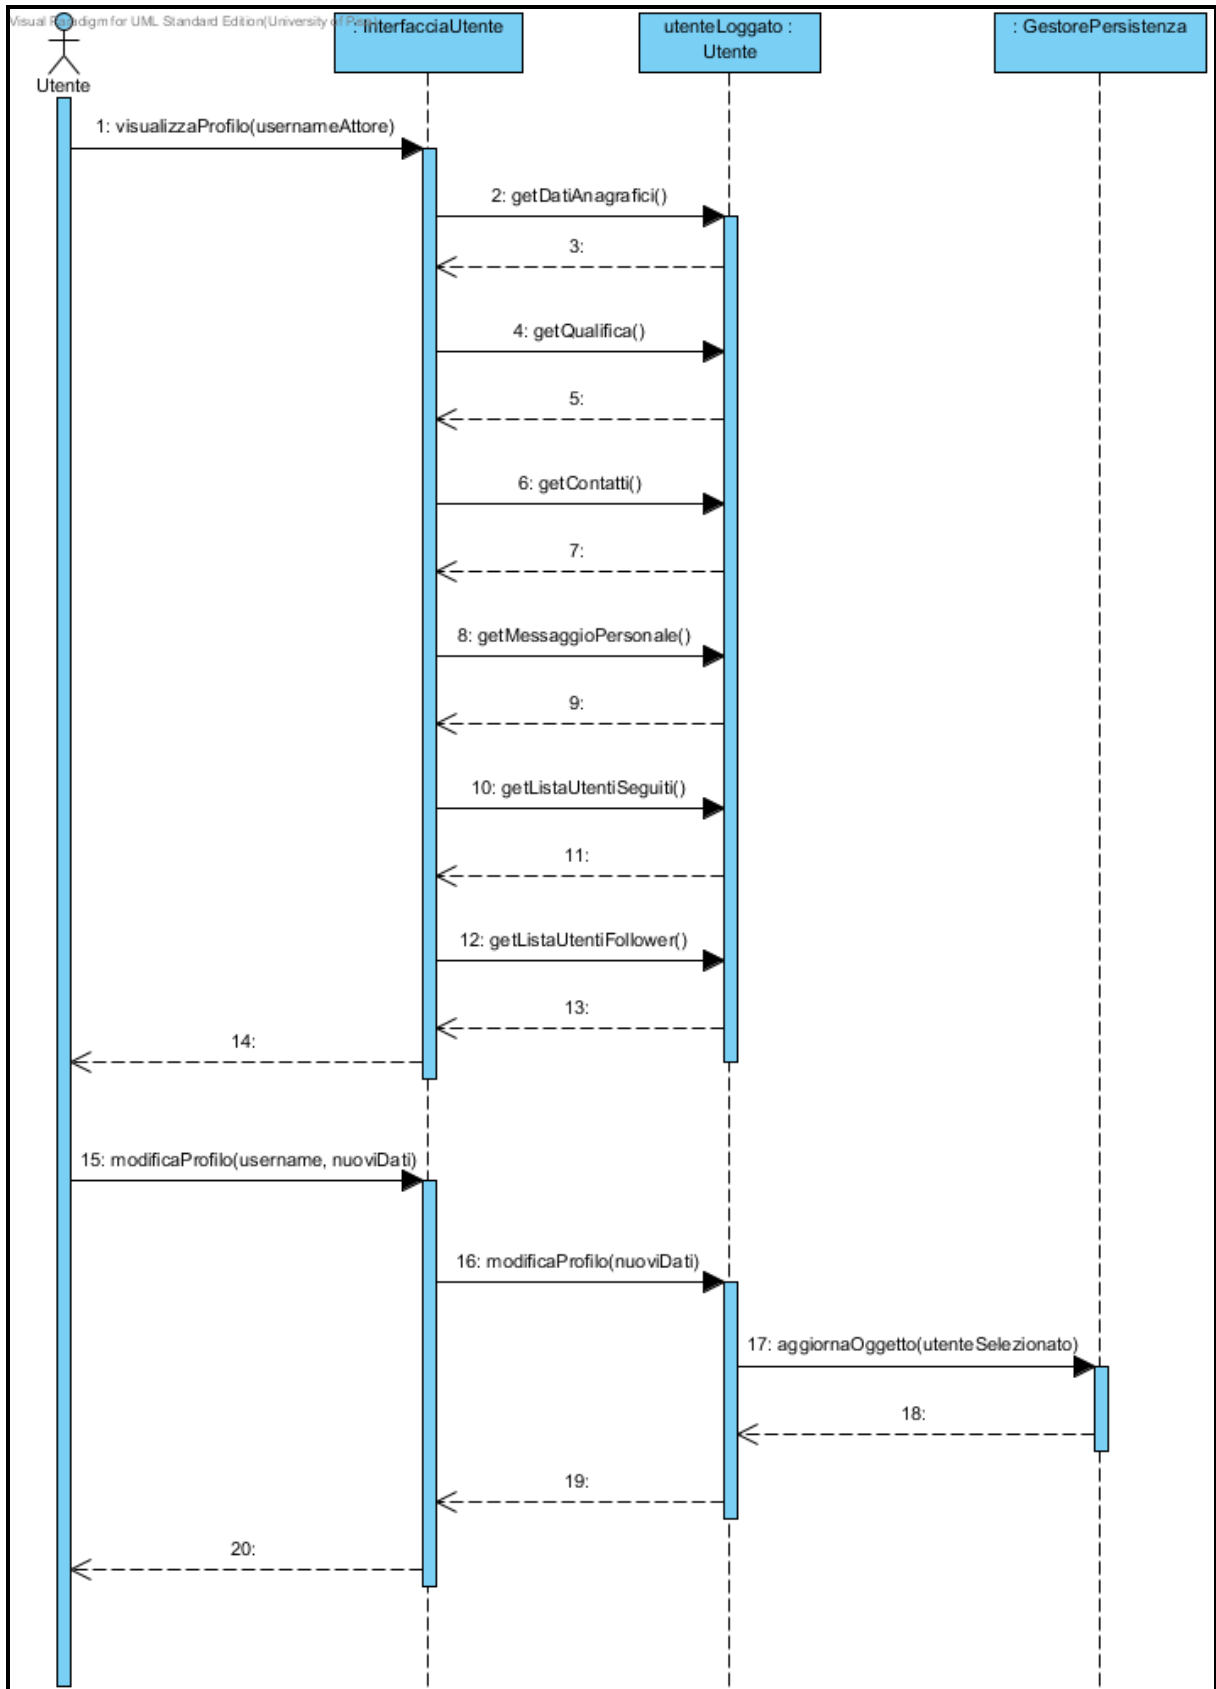 Visual Paradigm for UML Standard Edition(University of Pisa)
: InterfacciaUtente
utenteLoggato :
Utente
: GestorePersistenza
Utente
1: visualizzaProfilo(usernameAttore)
2: getDatiAnagrafici()
3:
4: getQualifica()
5:
6: getContatti()
7:
8: getMessaggioPersonale()
9:
10: getListaUtentiSeguiti()
11:
12: getListaUtentiFollower()
13:
14:
15: modificaProfilo(username, nuoviDati)
16: modificaProfilo(nuoviDati)
17: aggiornaOggetto(utenteSelezionato)
18:
19:
20: